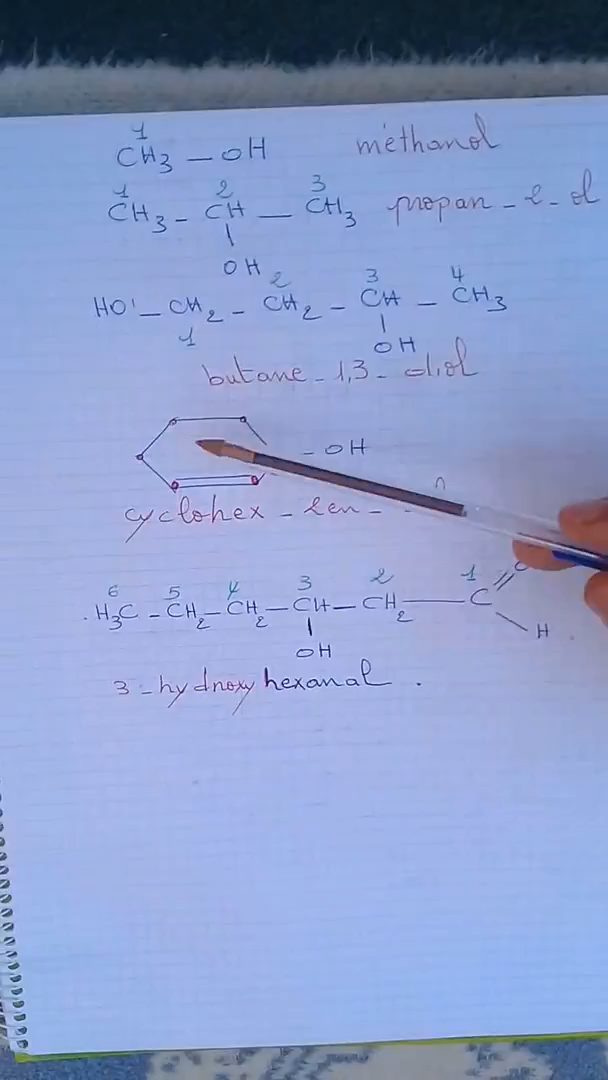 1
CH3 - OH méthanol
1 2 3
CH3 - CH - CH3 propan-2-ol
OH
2 3 4
HO - CH2 - CH2 - CH - CH3
1 OH
butane-1,3-diol
- OH
cyclohex-2en-
6 5 4 3 2 1
H3C - CH2 - CH2 - CH - CH2 - C
H
OH
3-hydroxyhexanal.